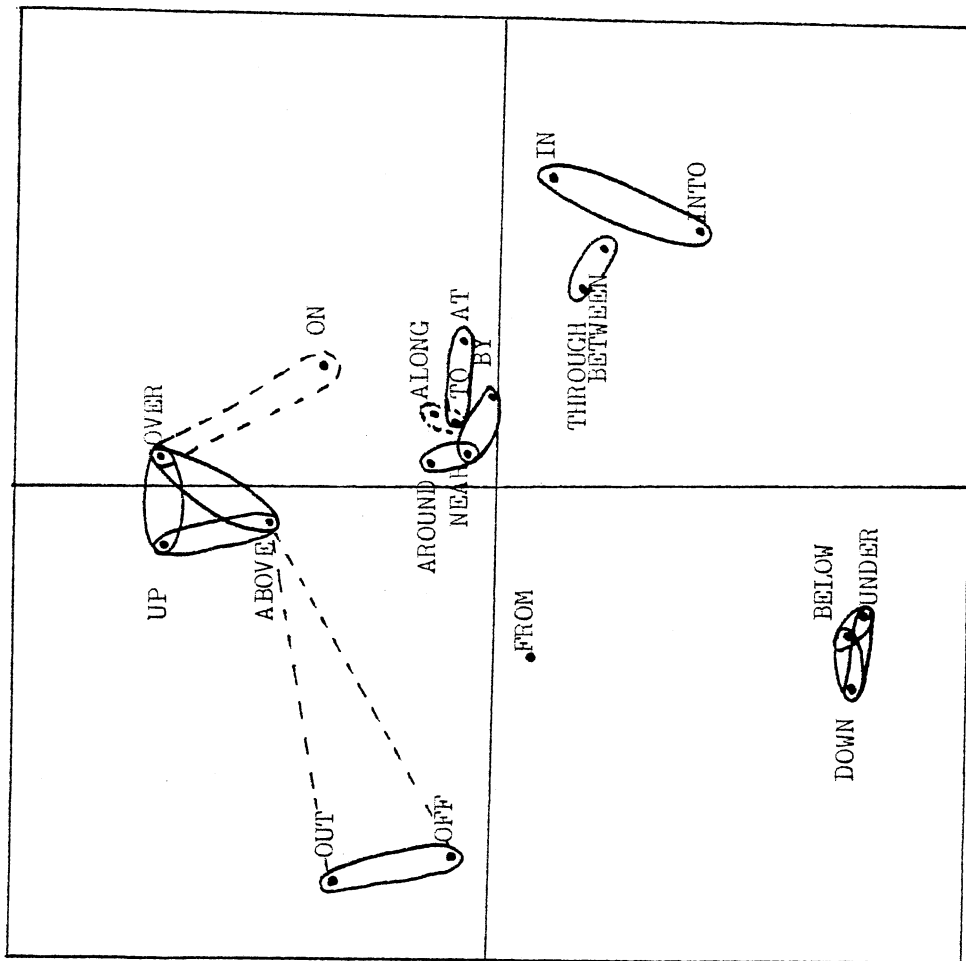 IN
INTO
THROUGH
BETWEEN
ON
ALONG
AT
TO
BY
OVER
AROUND
NEAR
UP
ABOVE
FROM
BELOW
UNDER
DOWN
OUT
OFF